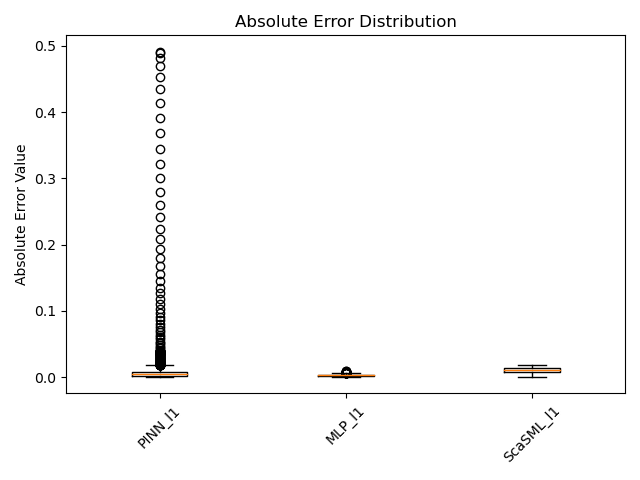 Absolute Error Distribution
Absolute Error Value
0.5
0.4
0.3
0.2
0.1
0.0
PINN_l1
MLP_l1
ScaSML_l1